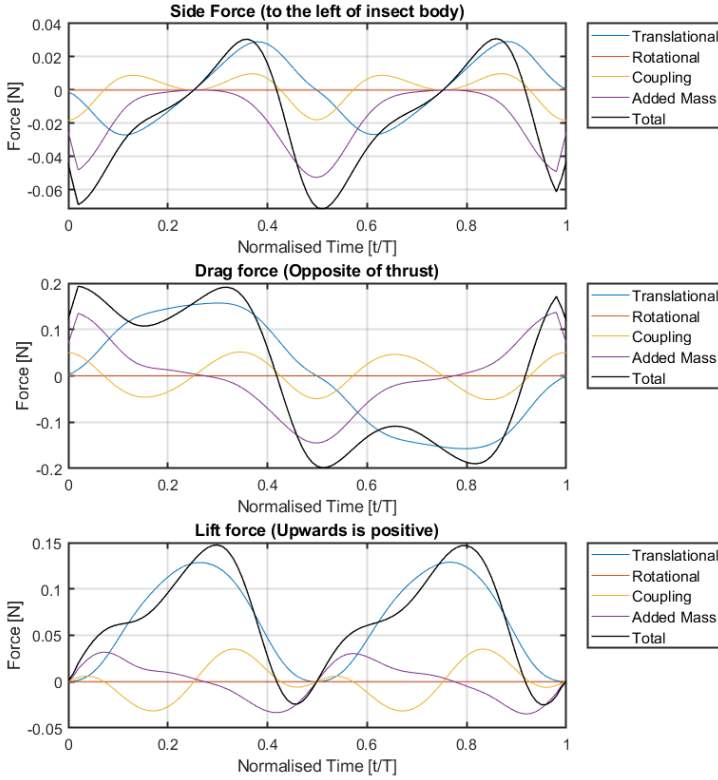 Side Force (to the left of insect body)
0.04
0.02
0
-0.02
-0.04
-0.06
Force [N]
0
0.2
0.4
0.6
0.8
1
Normalised Time [t/T]
Translational
Rotational
Coupling
Added Mass
Total
Drag force (Opposite of thrust)
0.2
0.1
0
-0.1
-0.2
Force [N]
0
0.2
0.4
0.6
0.8
1
Normalised Time [t/T]
Translational
Rotational
Coupling
Added Mass
Total
Lift force (Upwards is positive)
0.15
0.1
0.05
0
-0.05
Force [N]
0
0.2
0.4
0.6
0.8
1
Normalised Time [t/T]
Translational
Rotational
Coupling
Added Mass
Total